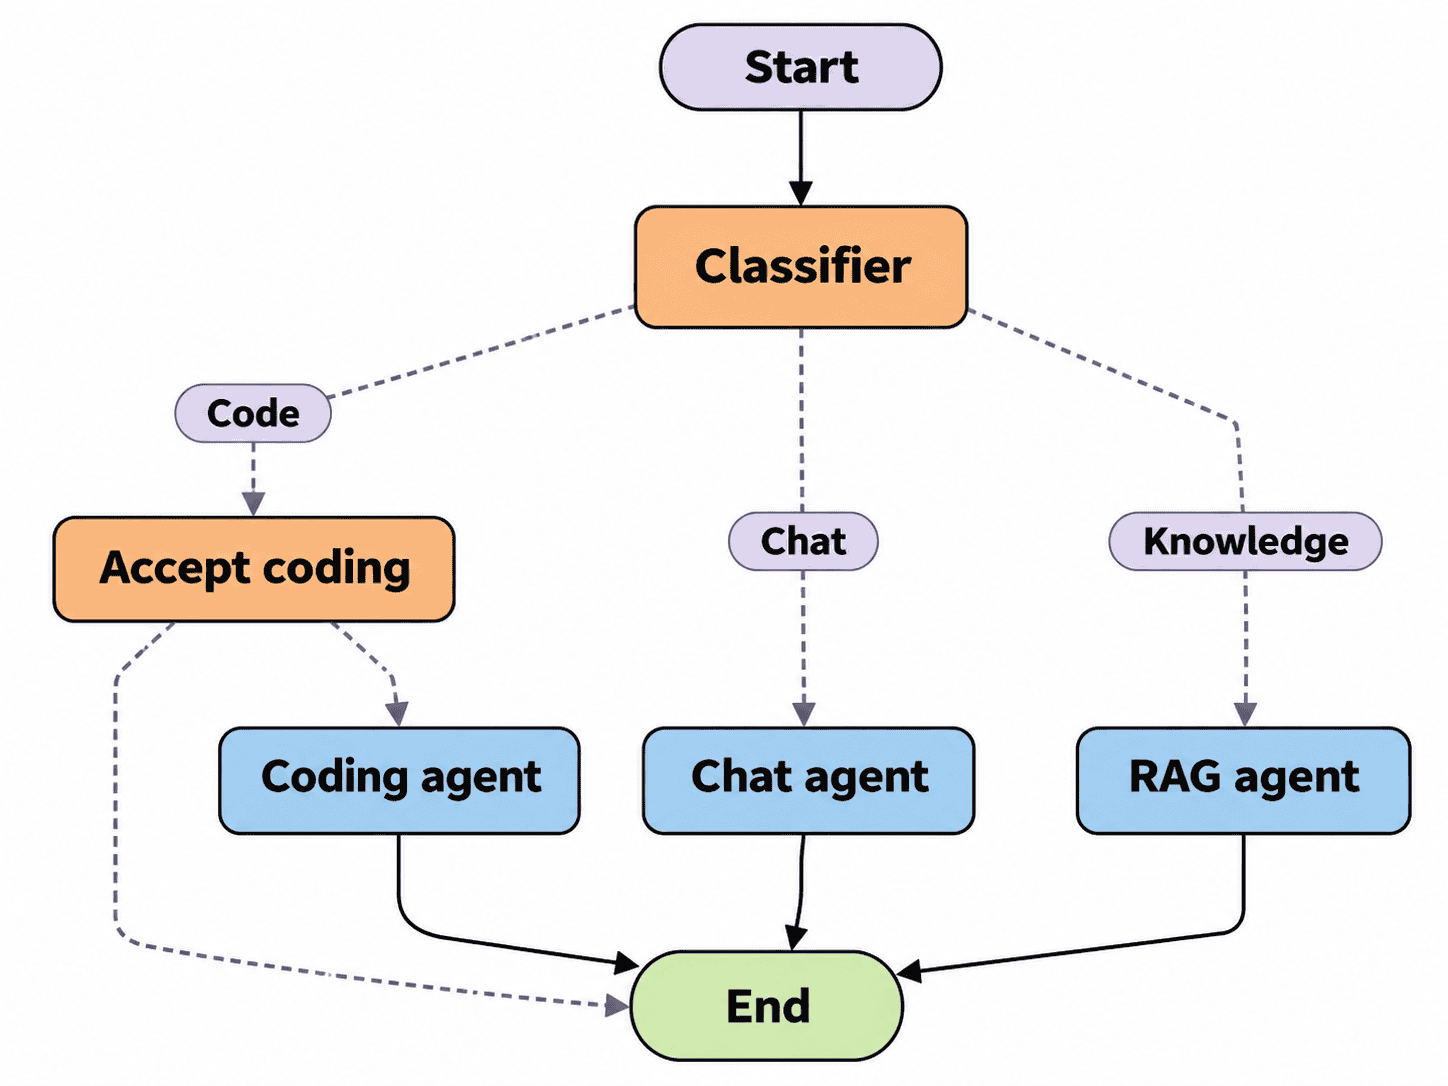 Start
Classifier
Code
Accept coding
Chat
Knowledge
Coding agent
Chat agent
RAG agent
End